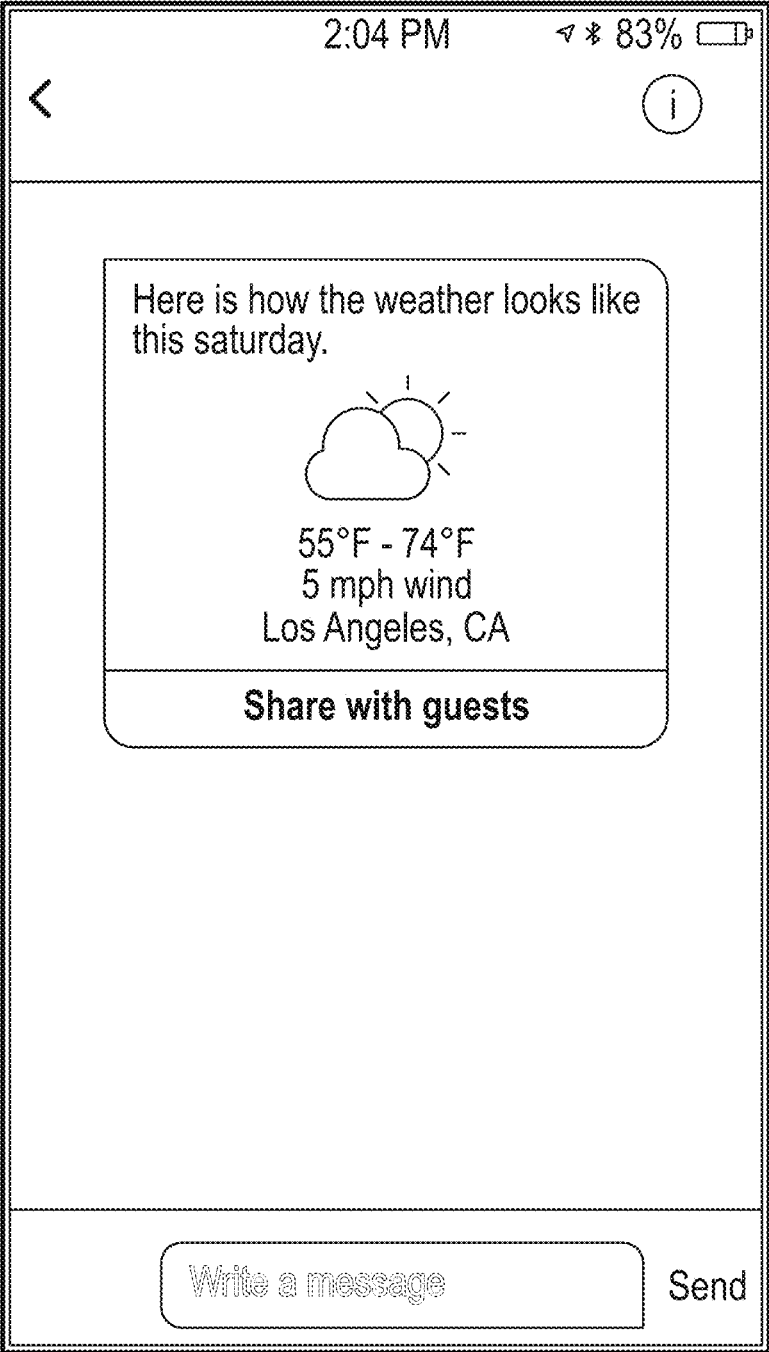 2:04 PM 83%
i
Here is how the weather looks like
this saturday.
55°F - 74°F
5 mph wind
Los Angeles, CA
Share with guests
Write a message Send